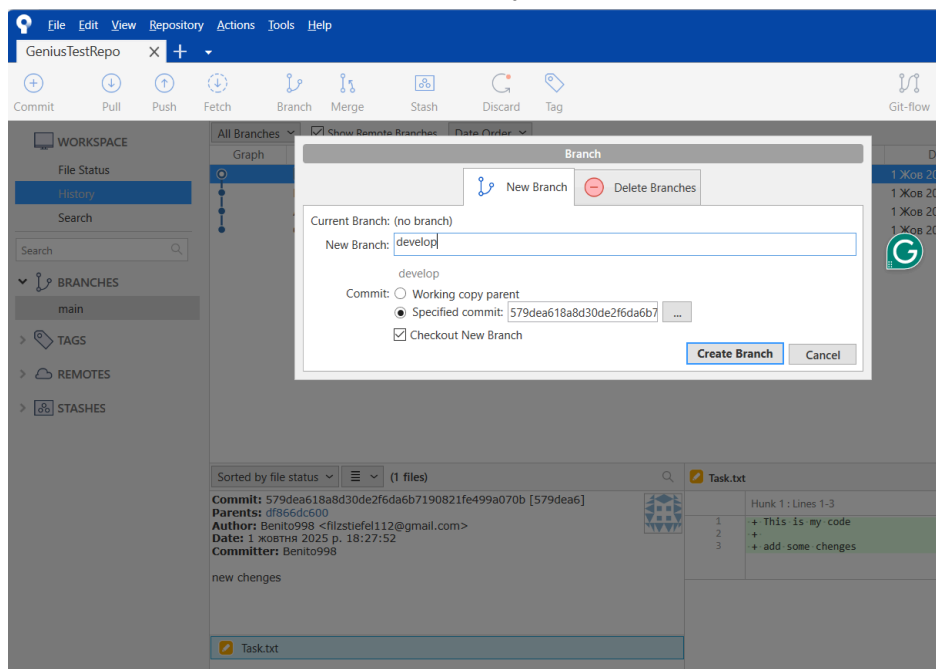 File Edit View Repository Actions Tools Help
GeniusTestRepo
Commit Pull Push Fetch Branch Merge Stash Discard Tag Git-flow
WORKSPACE
File Status
History
Search
Search
BRANCHES
main
TAGS
REMOTES
STASHES
All Branches Show Remote Branches Date Order
Graph
1 Жов 20
1 Жов 20
1 Жов 20
1 Жов 20
Branch
New Branch Delete Branches
Current Branch: (no branch)
New Branch: develop
develop
Commit: Working copy parent
Specified commit: 579dea618a8d30de2f6da6b7 ...
Checkout New Branch
Create Branch Cancel
Sorted by file status (1 files)
Commit: 579dea618a8d30de2f6da6b7190821fe499a070b [579dea6]
Parents: df866dc600
Author: Benito998 <filzstiefel112@gmail.com>
Date: 1 жовтня 2025 р. 18:27:52
Committer: Benito998
new chenges
Task.txt
Task.txt
Hunk 1 : Lines 1-3
1 + This is my code
2 +
3 + add some chenges